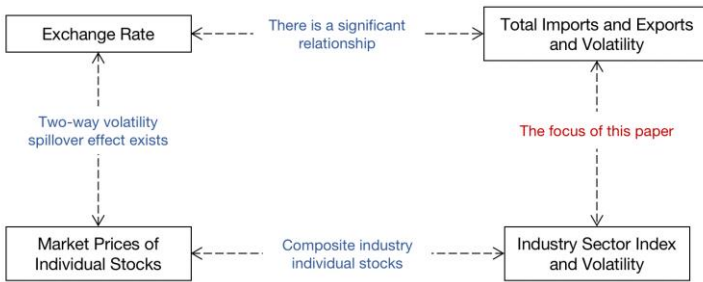 Exchange Rate
There is a significant
relationship
Total Imports and Exports
and Volatility
Two-way volatility
spillover effect exists
The focus of this paper
Market Prices of
Individual Stocks
Composite industry
individual stocks
Industry Sector Index
and Volatility